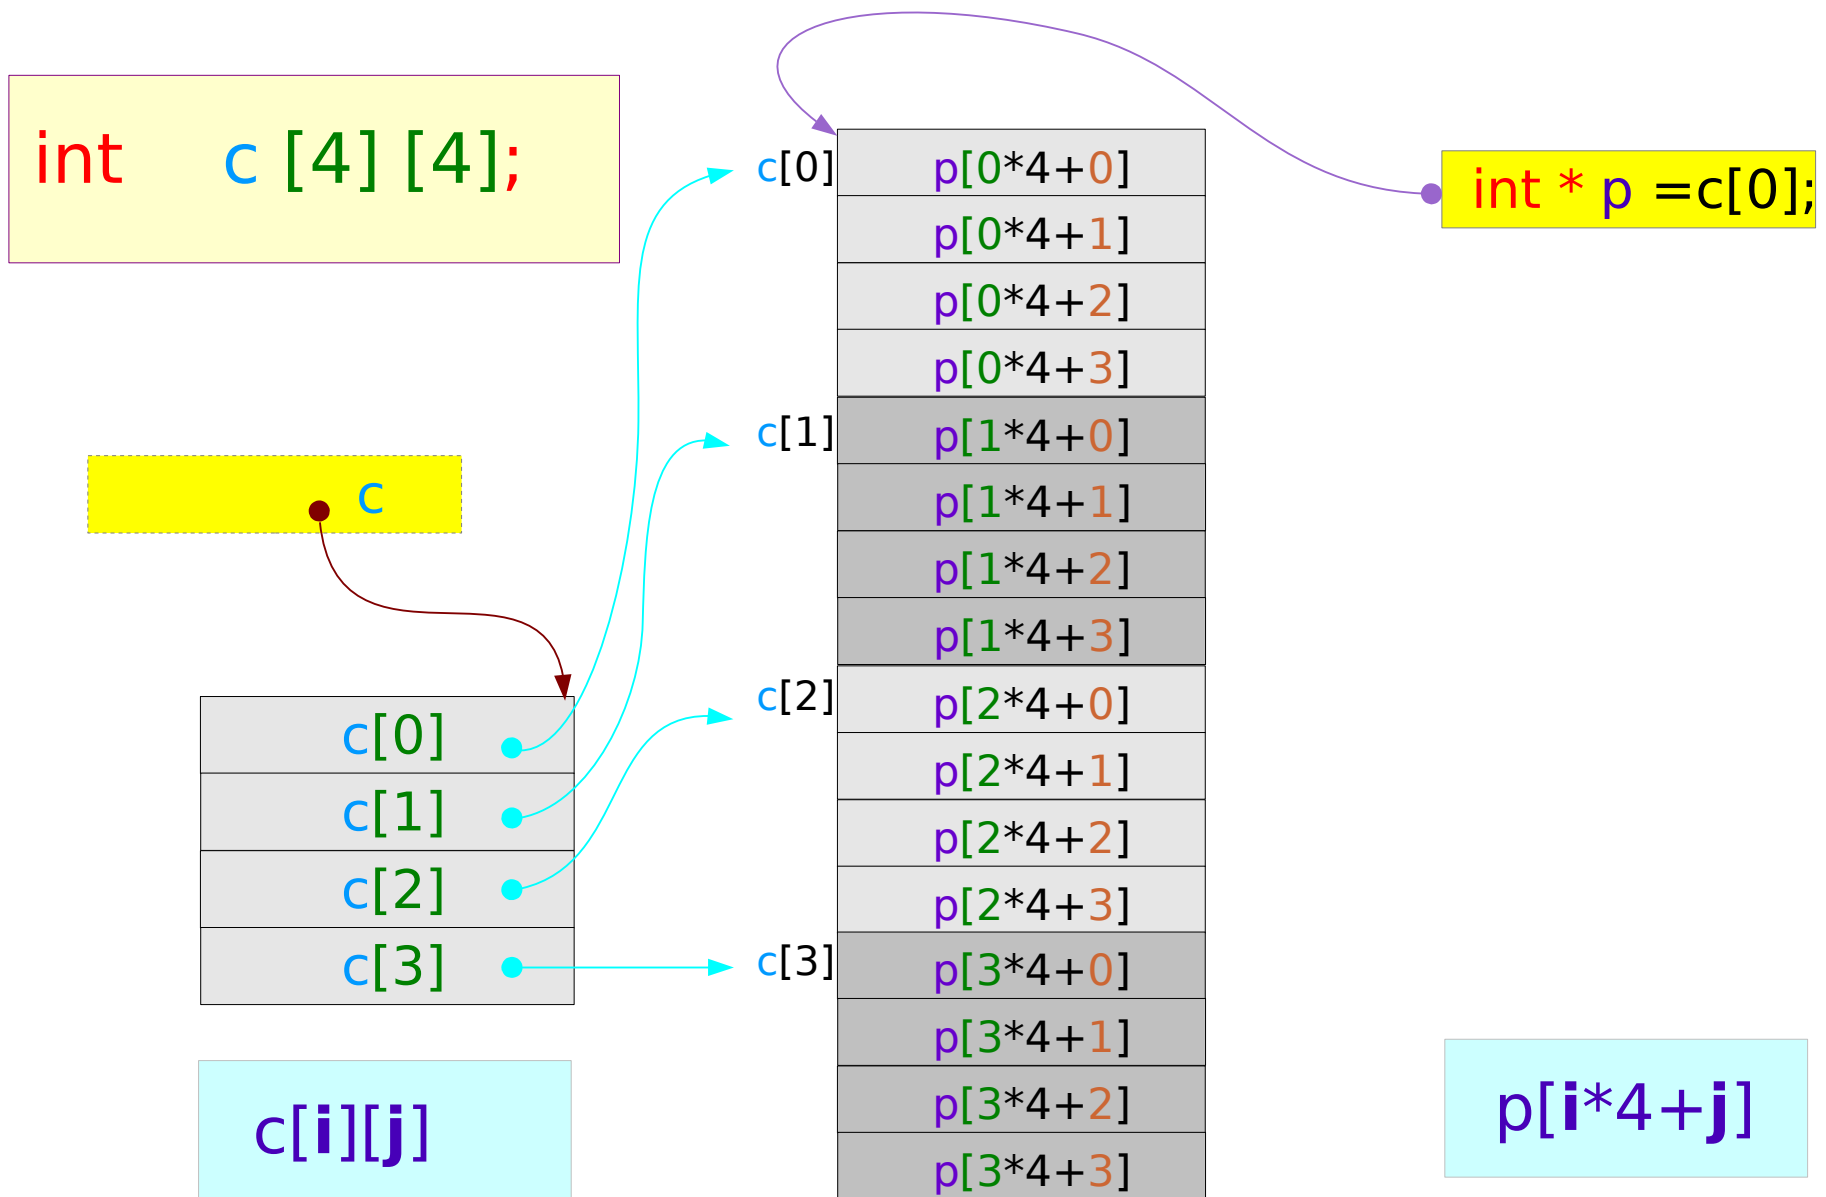 int c [4] [4];
c
c[0]
c[1]
c[2]
c[3]
c[i][j]
c[0]
p[0*4+0]
p[0*4+1]
p[0*4+2]
p[0*4+3]
c[1]
p[1*4+0]
p[1*4+1]
p[1*4+2]
p[1*4+3]
c[2]
p[2*4+0]
p[2*4+1]
p[2*4+2]
p[2*4+3]
c[3]
p[3*4+0]
p[3*4+1]
p[3*4+2]
p[3*4+3]
int * p =c[0];
p[i*4+j]